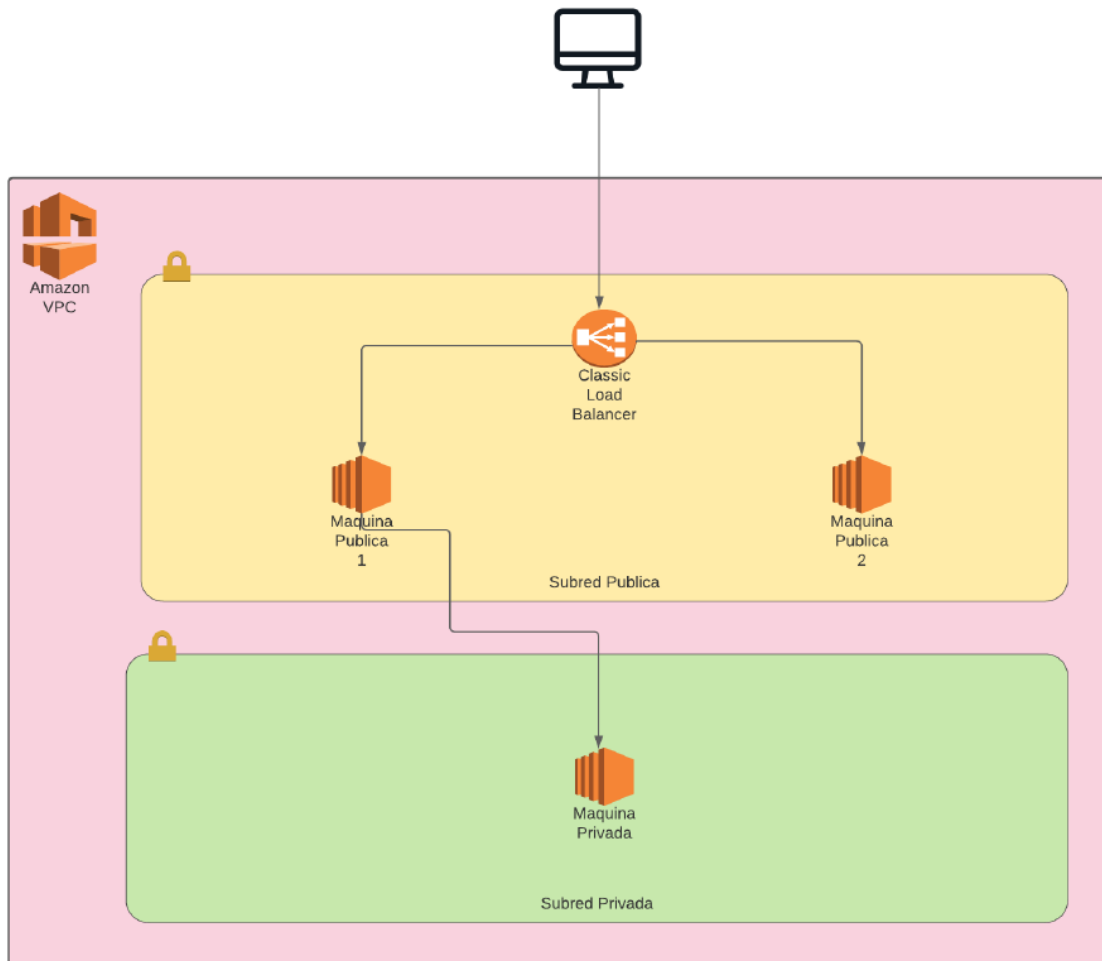 Amazon
VPC
Classic
Load
Balancer
Maquina
Publica
1
Maquina
Publica
2
Subred Publica
Maquina
Privada
Subred Privada